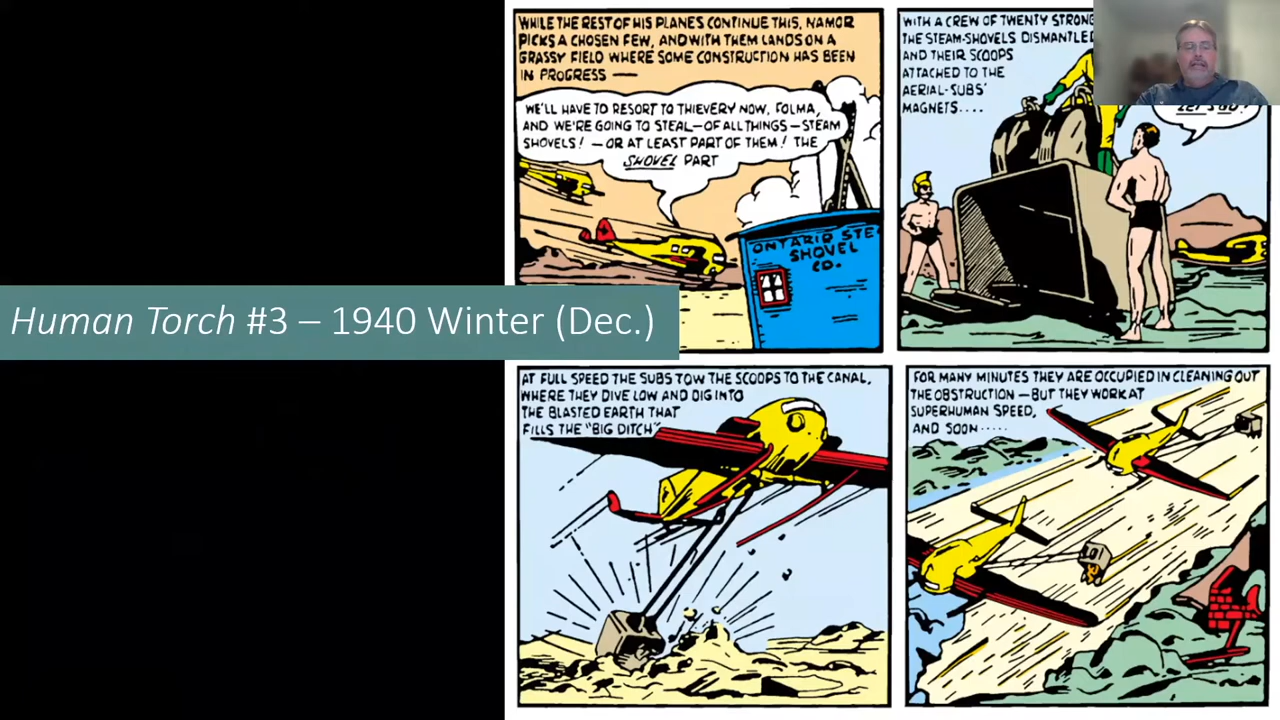 Human Torch #3 – 1940 Winter (Dec.)
WHILE THE REST OF HIS PLANES CONTINUE THIS, NAMOR
PICKS A CHOSEN FEW, AND WITH THEM LANDS ON A
GRASSY FIELD WHERE SOME CONSTRUCTION HAS BEEN
IN PROGRESS —
WE'LL HAVE TO RESORT TO THIEVERY NOW, FOLMA,
AND WE'RE GOING TO STEAL—OF ALL THINGS—STEAM
SHOVELS! — OR AT LEAST PART OF THEM! THE
SHOVEL PART
ONTARIO STE
SHOVEL
CO.
WITH A CREW OF TWENTY STRONG
THE STEAM-SHOVELS DISMANTLED
AND THEIR SCOOPS
ATTACHED TO THE
AERIAL-SUBS'
MAGNETS....
AT FULL SPEED THE SUBS TOW THE SCOOPS TO THE CANAL,
WHERE THEY DIVE LOW AND DIG INTO
THE BLASTED EARTH THAT
FILLS THE "BIG DITCH"
FOR MANY MINUTES THEY ARE OCCUPIED IN CLEANING OUT
THE OBSTRUCTION — BUT THEY WORK AT
SUPERHUMAN SPEED,
AND SOON .....